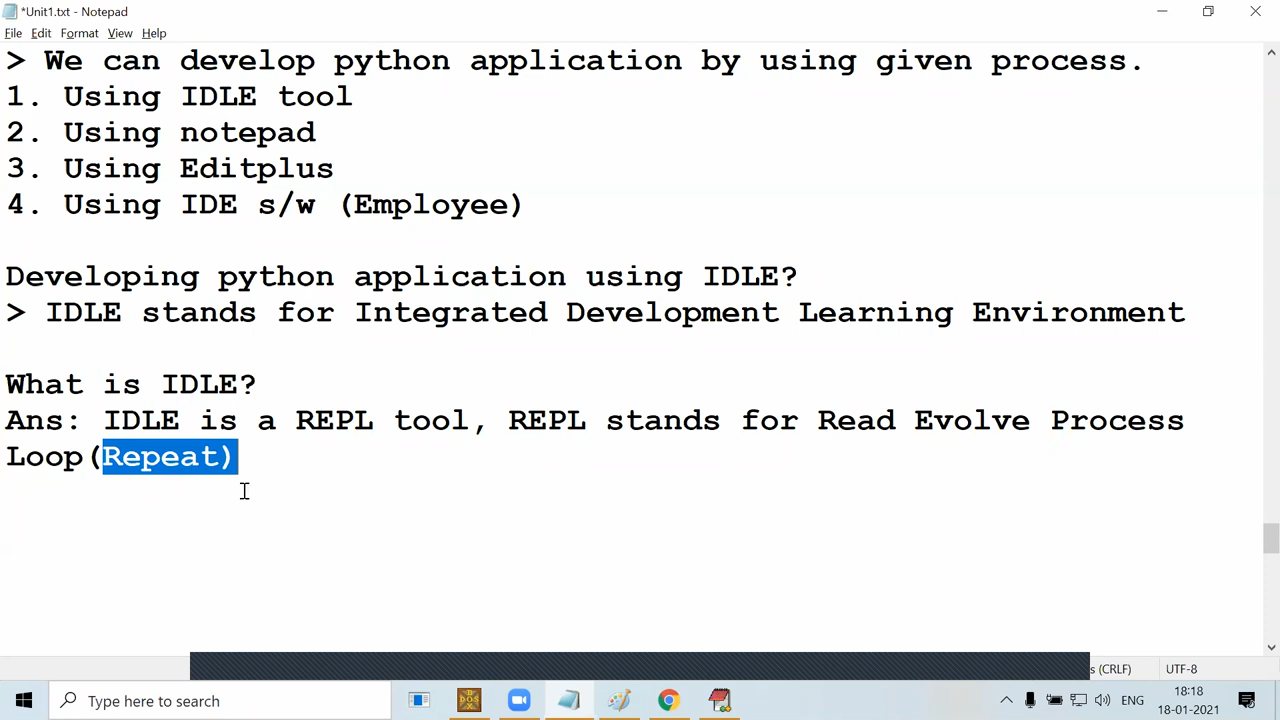 *Unit1.txt - Notepad
File Edit Format View Help
> We can develop python application by using given process.
1. Using IDLE tool
2. Using notepad
3. Using Editplus
4. Using IDE s/w (Employee)
Developing python application using IDLE?
> IDLE stands for Integrated Development Learning Environment
What is IDLE?
Ans: IDLE is a REPL tool, REPL stands for Read Evolve Process
Loop(Repeat)
(CRLF) UTF-8
Type here to search
ENG
18:18
18-01-2021